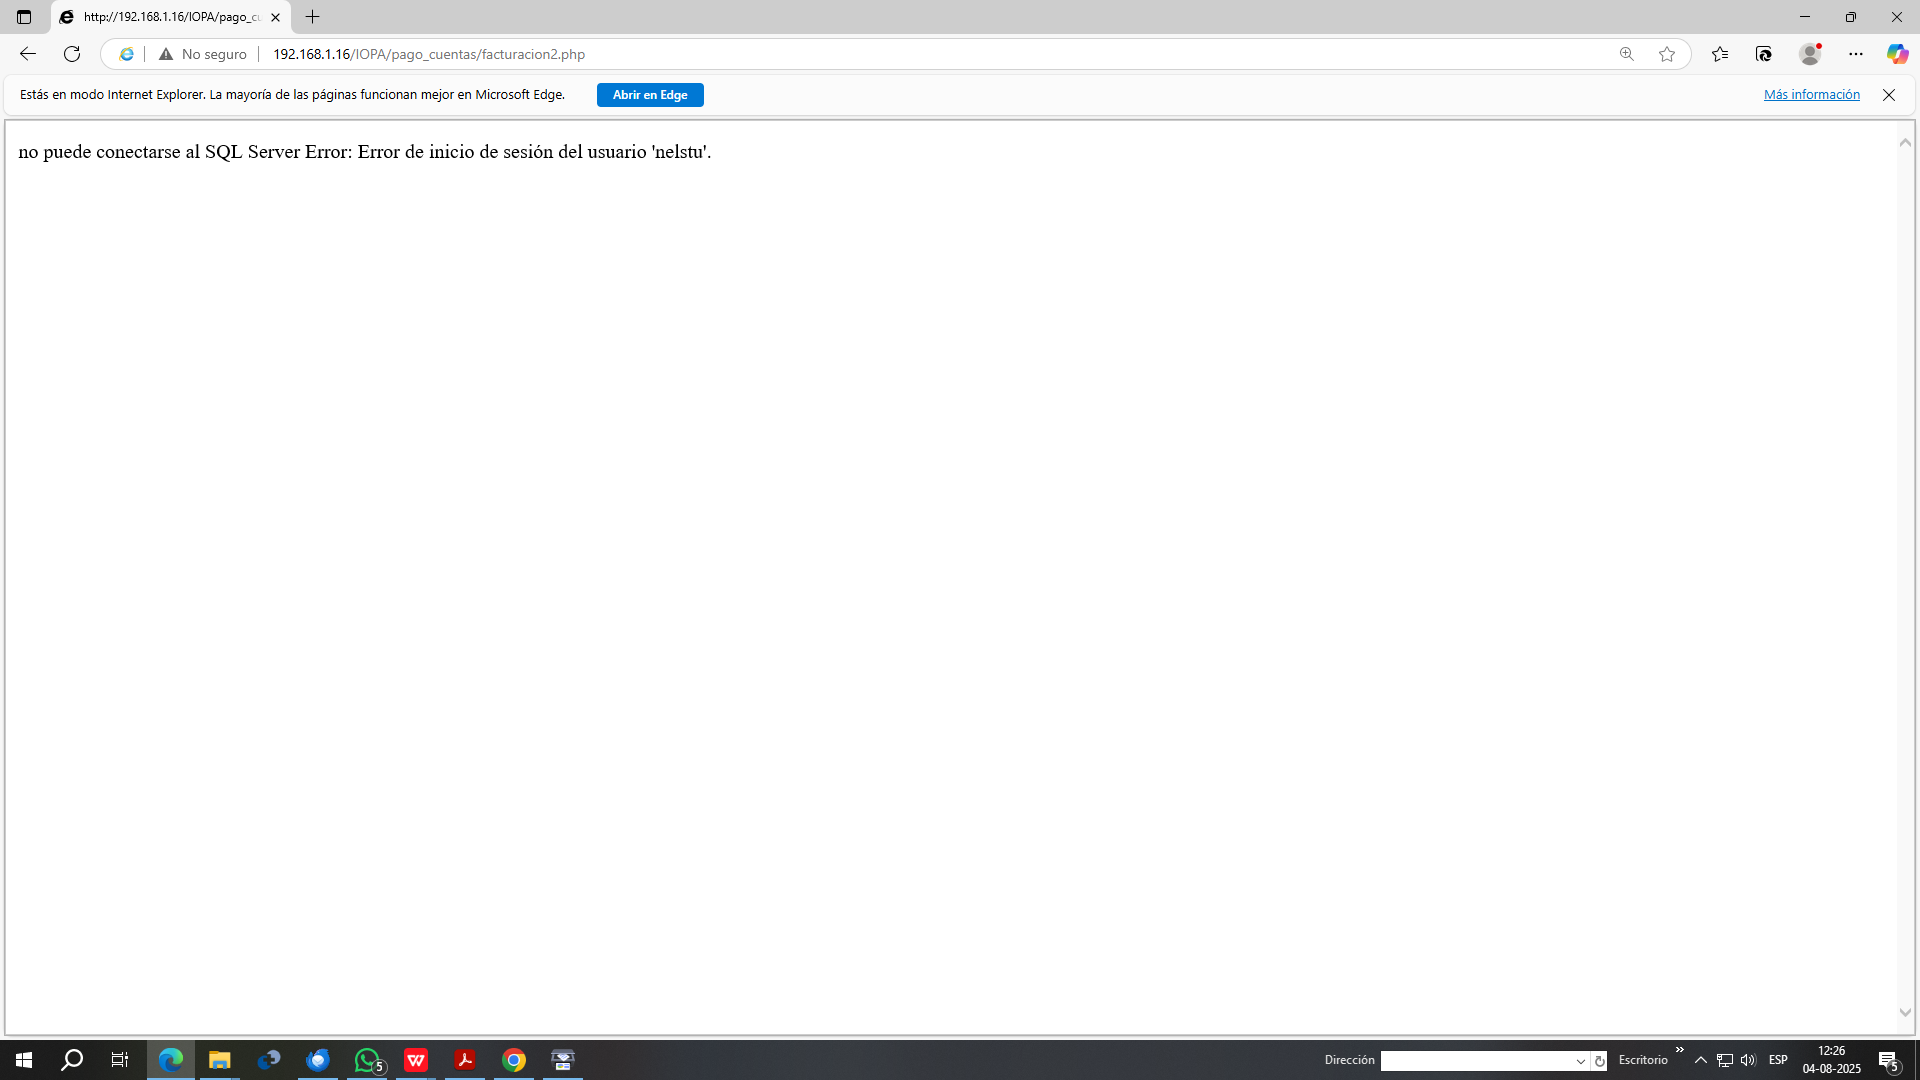 http://192.168.1.16/IOPA/pago_cu
No seguro
192.168.1.16/IOPA/pago_cuentas/facturacion2.php
Estás en modo Internet Explorer. La mayoría de las páginas funcionan mejor en Microsoft Edge.
Abrir en Edge
Más información
no puede conectarse al SQL Server Error: Error de inicio de sesión del usuario 'nelstu'.
5
Dirección
Escritorio
»
ESP
12:26
04-08-2025
5